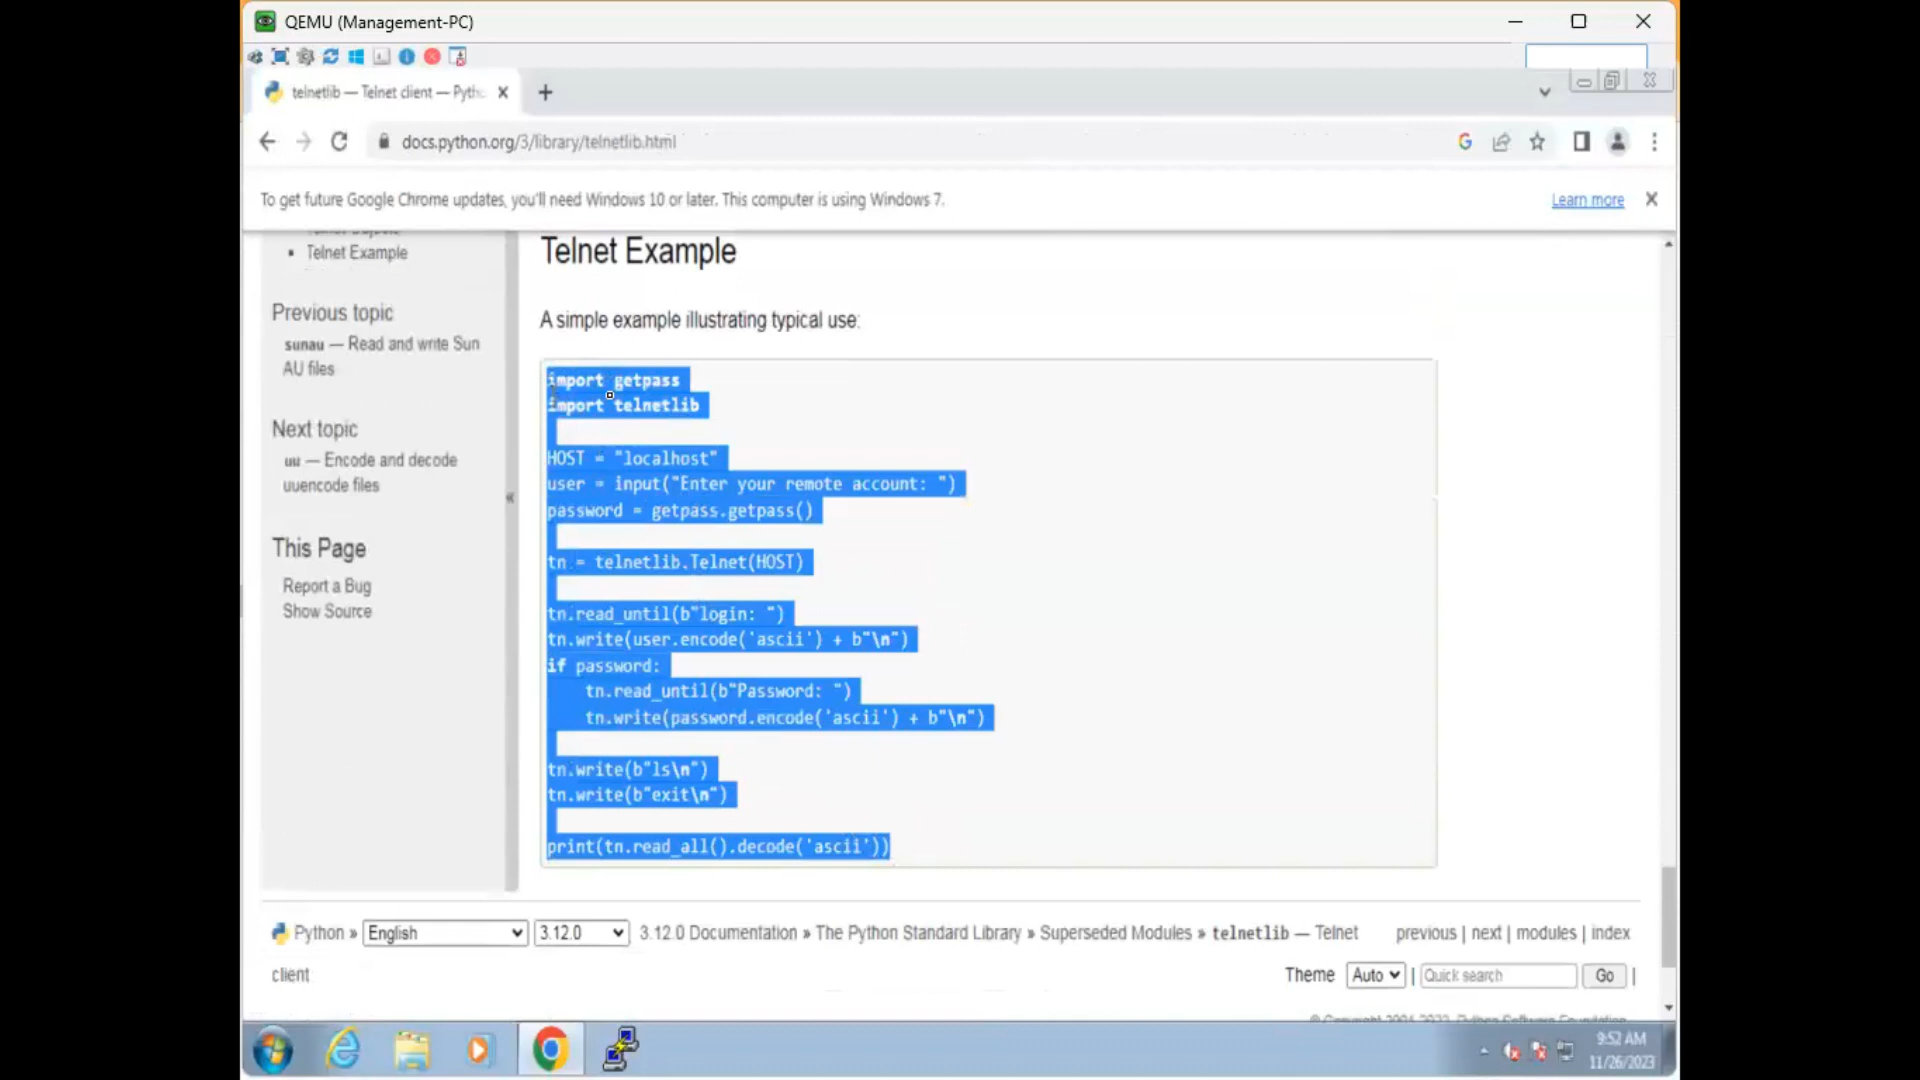 QEMU (Management-PC)
telnetlib — Telnet client — Pyth
docs.python.org/3/library/telnetlib.html
To get future Google Chrome updates, you'll need Windows 10 or later. This computer is using Windows 7.
Learn more
Telnet Example
Previous topic
sunau — Read and write Sun
AU files
Next topic
uu — Encode and decode
uuencode files
This Page
Report a Bug
Show Source
Telnet Example
A simple example illustrating typical use:
import getpass
import telnetlib
HOST = "localhost"
user = input("Enter your remote account: ")
password = getpass.getpass()
tn = telnetlib.Telnet(HOST)
tn.read_until(b"login: ")
tn.write(user.encode('ascii') + b"\n")
if password:
    tn.read_until(b"Password: ")
    tn.write(password.encode('ascii') + b"\n")
tn.write(b"ls\n")
tn.write(b"exit\n")
print(tn.read_all().decode('ascii'))
Python » English 3.12.0 3.12.0 Documentation » The Python Standard Library » Superseded Modules » telnetlib — Telnet
client
previous | next | modules | index
Theme Auto | Quick search Go |
9:52 AM
11/26/2023